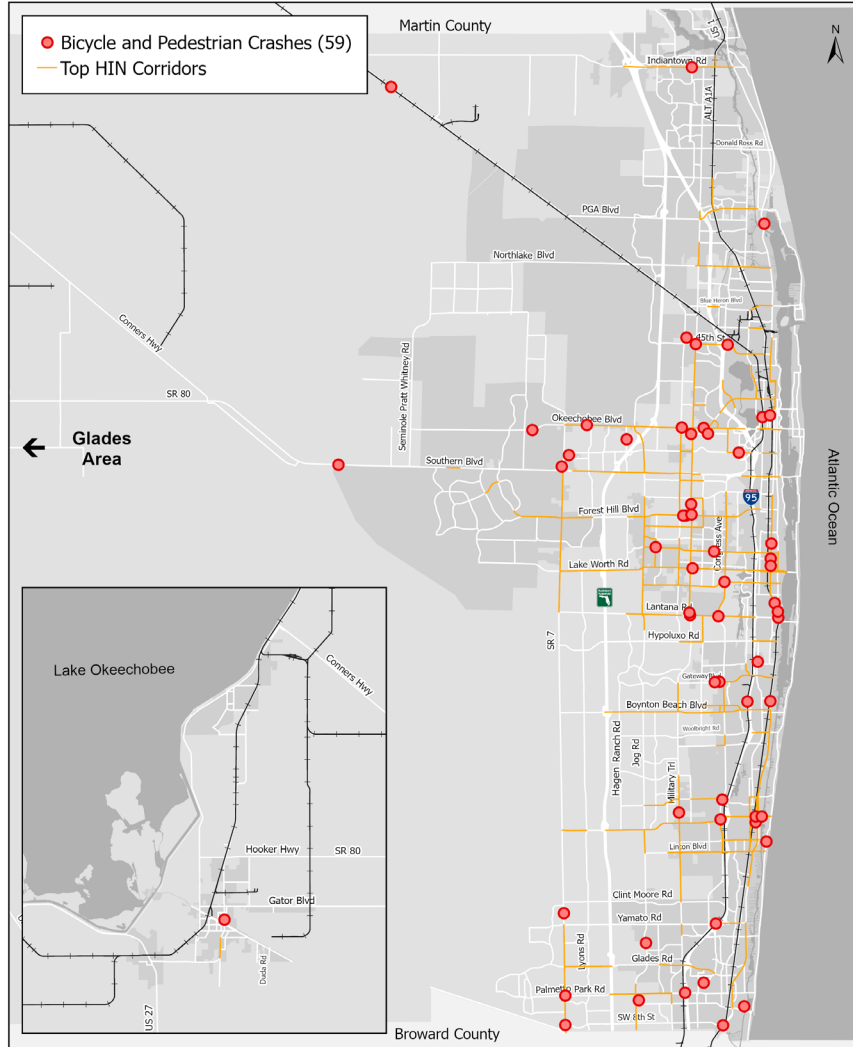 Martin County
Bicycle and Pedestrian Crashes (59)
Top HIN Corridors
US 1
N
Indiantown Rd
ALT A1A
Donald Ross Rd
PGA Blvd
Northlake Blvd
Blue Heron Blvd
Conners Hwy
45th St
Seminole Pratt Whitney Rd
SR 80
Okeechobee Blvd
Glades
Area
Southern Blvd
Atlantic Ocean
95
Forest Hill Blvd
Congress Ave
Lake Worth Rd
Lantana Rd
Hypoluxo Rd
SR 7
Lake Okeechobee
Conners Hwy
Gateway Blvd
Boynton Beach Blvd
Woolbright Rd
Hagen Ranch Rd
Jog Rd
Military Trl
Linton Blvd
Hooker Hwy
SR 80
Clint Moore Rd
Gator Blvd
Yamato Rd
Lyons Rd
Glades Rd
Duda Rd
Palmetto Park Rd
US 27
SW 8th St
Broward County